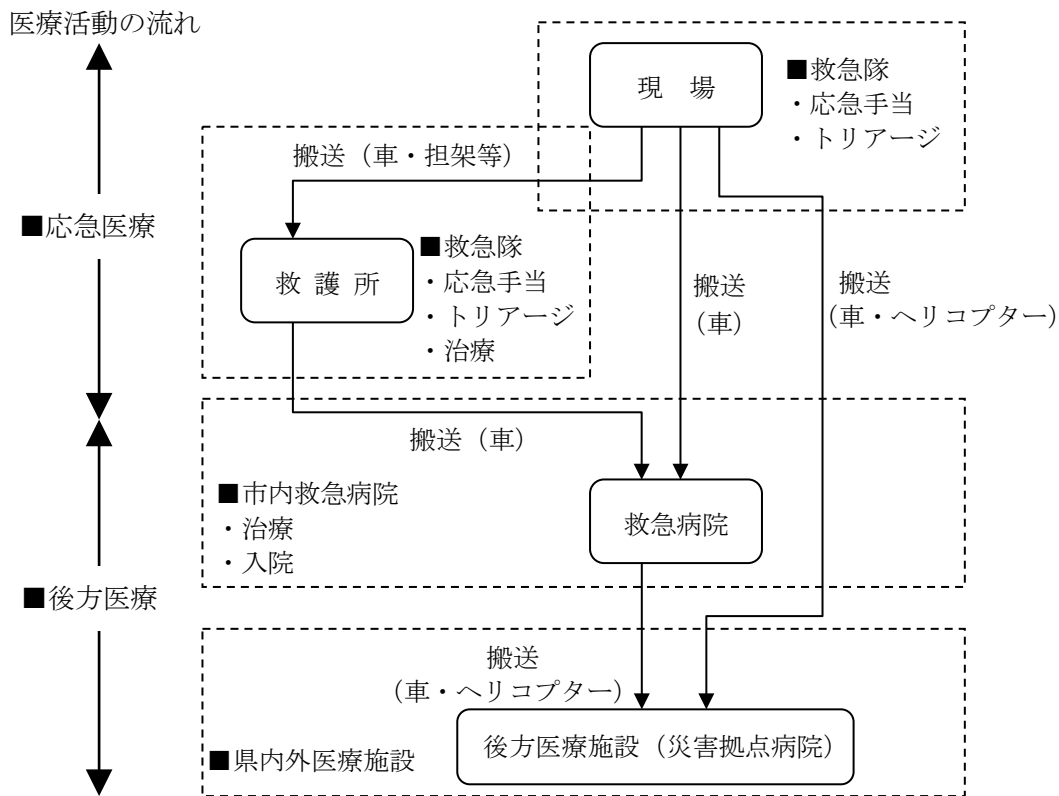 医療活動の流れ
現 場
■救急隊
・応急手当
・トリアージ
搬送（車・担架等）
■応急医療
救 護 所
■救急隊
・応急手当
・トリアージ
・治療
搬送
（車）
搬送
（車・ヘリコプター）
搬送（車）
■市内救急病院
・治療
・入院
救急病院
■後方医療
搬送
（車・ヘリコプター）
後方医療施設（災害拠点病院）
■県内外医療施設